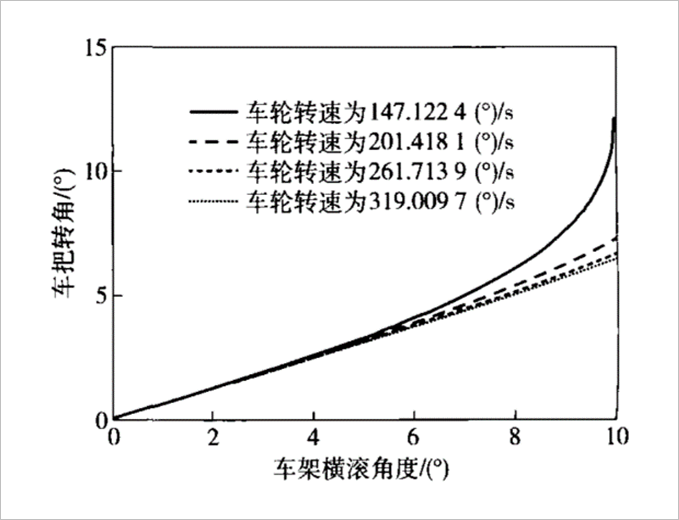 15
车轮转速为147.122 4 (°)/s
车轮转速为201.418 1 (°)/s
车轮转速为261.713 9 (°)/s
车轮转速为319.009 7 (°)/s
10
车把转角/(°)
5
0
0 2 4 6 8 10
车架横滚角度/(°)